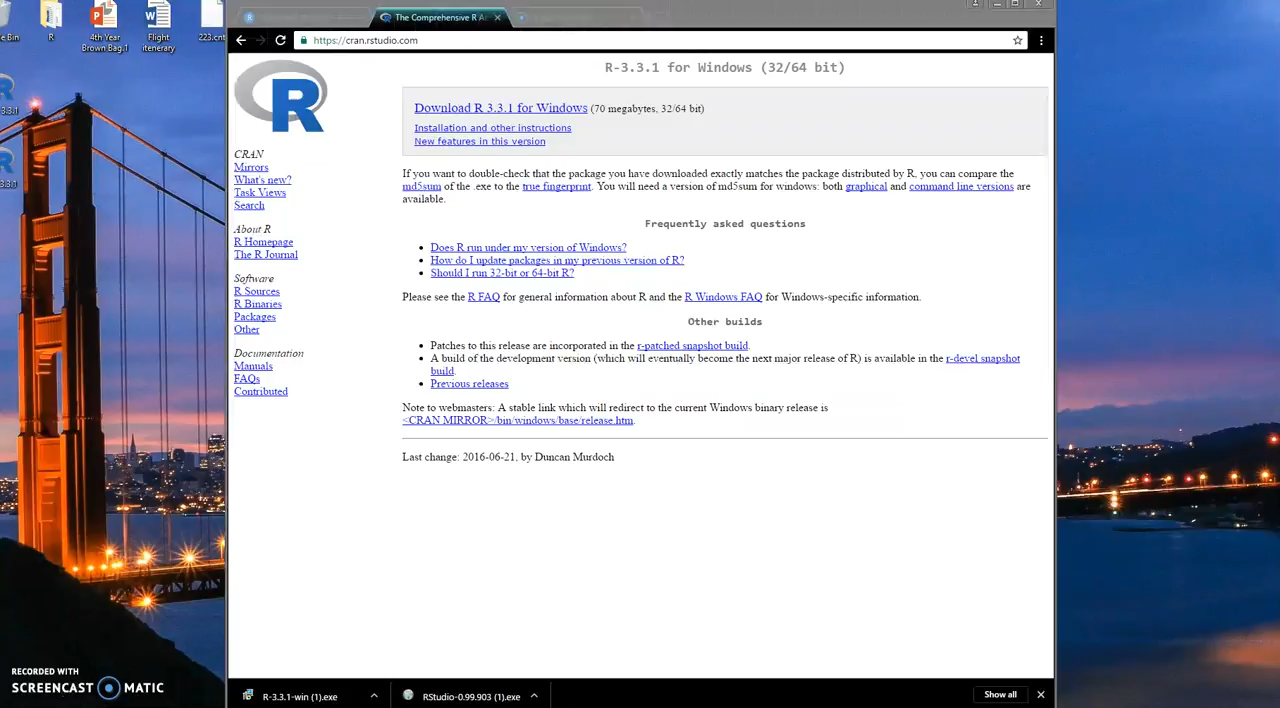 e Bin
R
4th Year
Brown Bag.1
Flight
itenerary
223.cnt
3.3.1
3.3.1
The Comprehensive R A
https://cran.rstudio.com
R
R-3.3.1 for Windows (32/64 bit)
Download R 3.3.1 for Windows (70 megabytes, 32/64 bit)
Installation and other instructions
New features in this version
CRAN
Mirrors
What's new?
Task Views
Search
About R
R Homepage
The R Journal
Software
R Sources
R Binaries
Packages
Other
Documentation
Manuals
FAQs
Contributed
If you want to double-check that the package you have downloaded exactly matches the package distributed by R, you can compare the
md5sum of the .exe to the true fingerprint. You will need a version of md5sum for windows: both graphical and command line versions are
available.
Frequently asked questions
Does R run under my version of Windows?
How do I update packages in my previous version of R?
Should I run 32-bit or 64-bit R?
Please see the R FAQ for general information about R and the R Windows FAQ for Windows-specific information.
Other builds
Patches to this release are incorporated in the r-patched snapshot build.
A build of the development version (which will eventually become the next major release of R) is available in the r-devel snapshot
build.
Previous releases
Note to webmasters: A stable link which will redirect to the current Windows binary release is
<CRAN MIRROR>/bin/windows/base/release.htm.
Last change: 2016-06-21, by Duncan Murdoch
RECORDED WITH
SCREENCAST MATIC
R-3.3.1-win (1).exe
RStudio-0.99.903 (1).exe
Show all